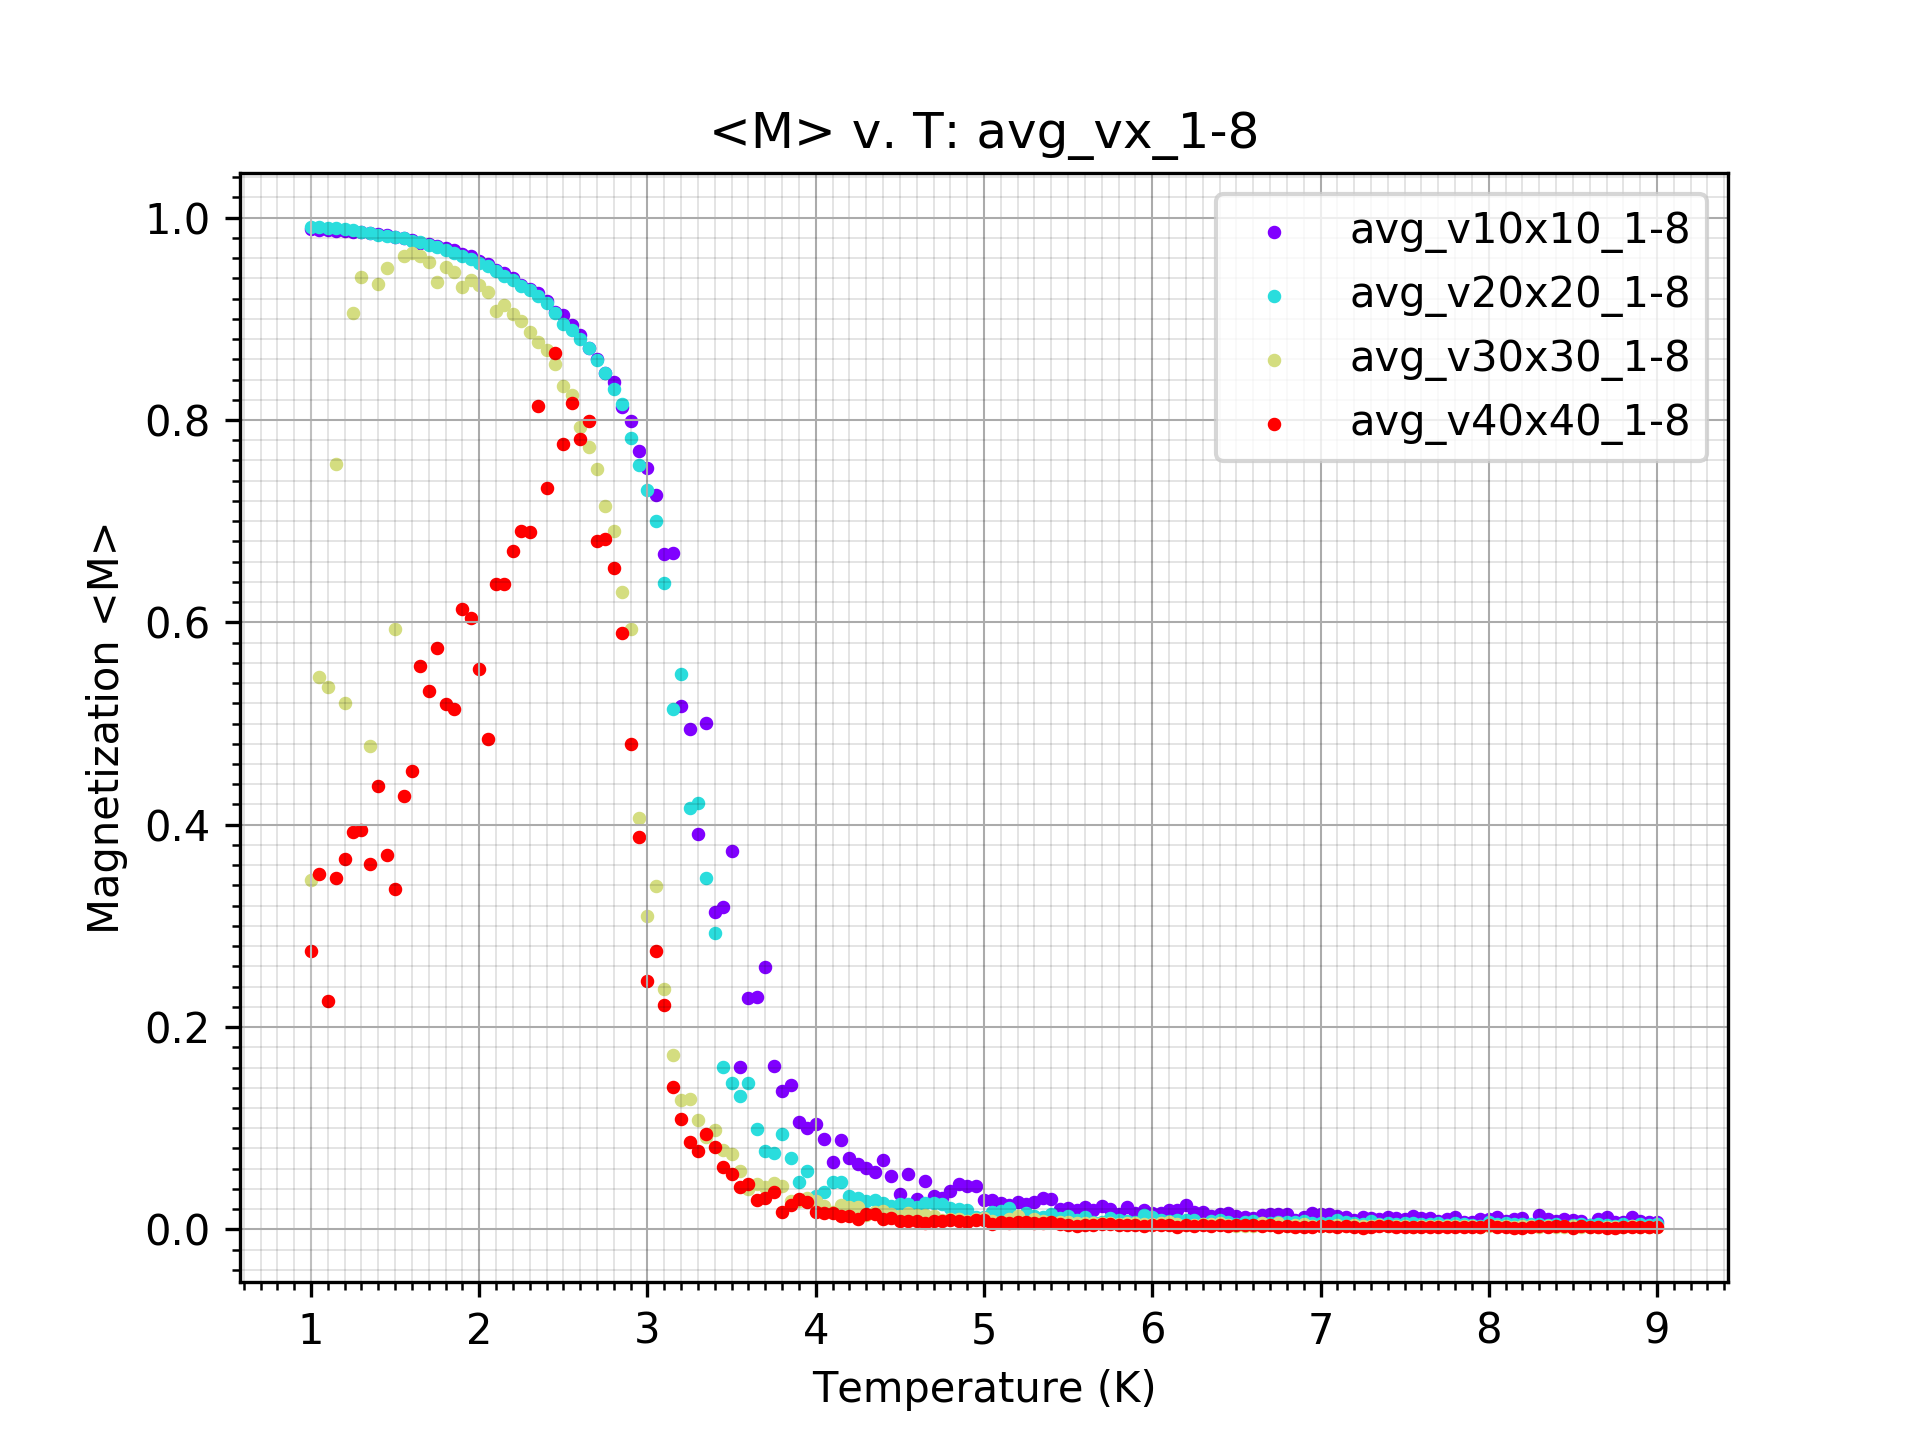 <M> v. T: avg_vx_1-8
avg_v10x10_1-8
avg_v20x20_1-8
avg_v30x30_1-8
avg_v40x40_1-8
Magnetization <M>
1.0
0.8
0.6
0.4
0.2
0.0
1 2 3 4 5 6 7 8 9
Temperature (K)